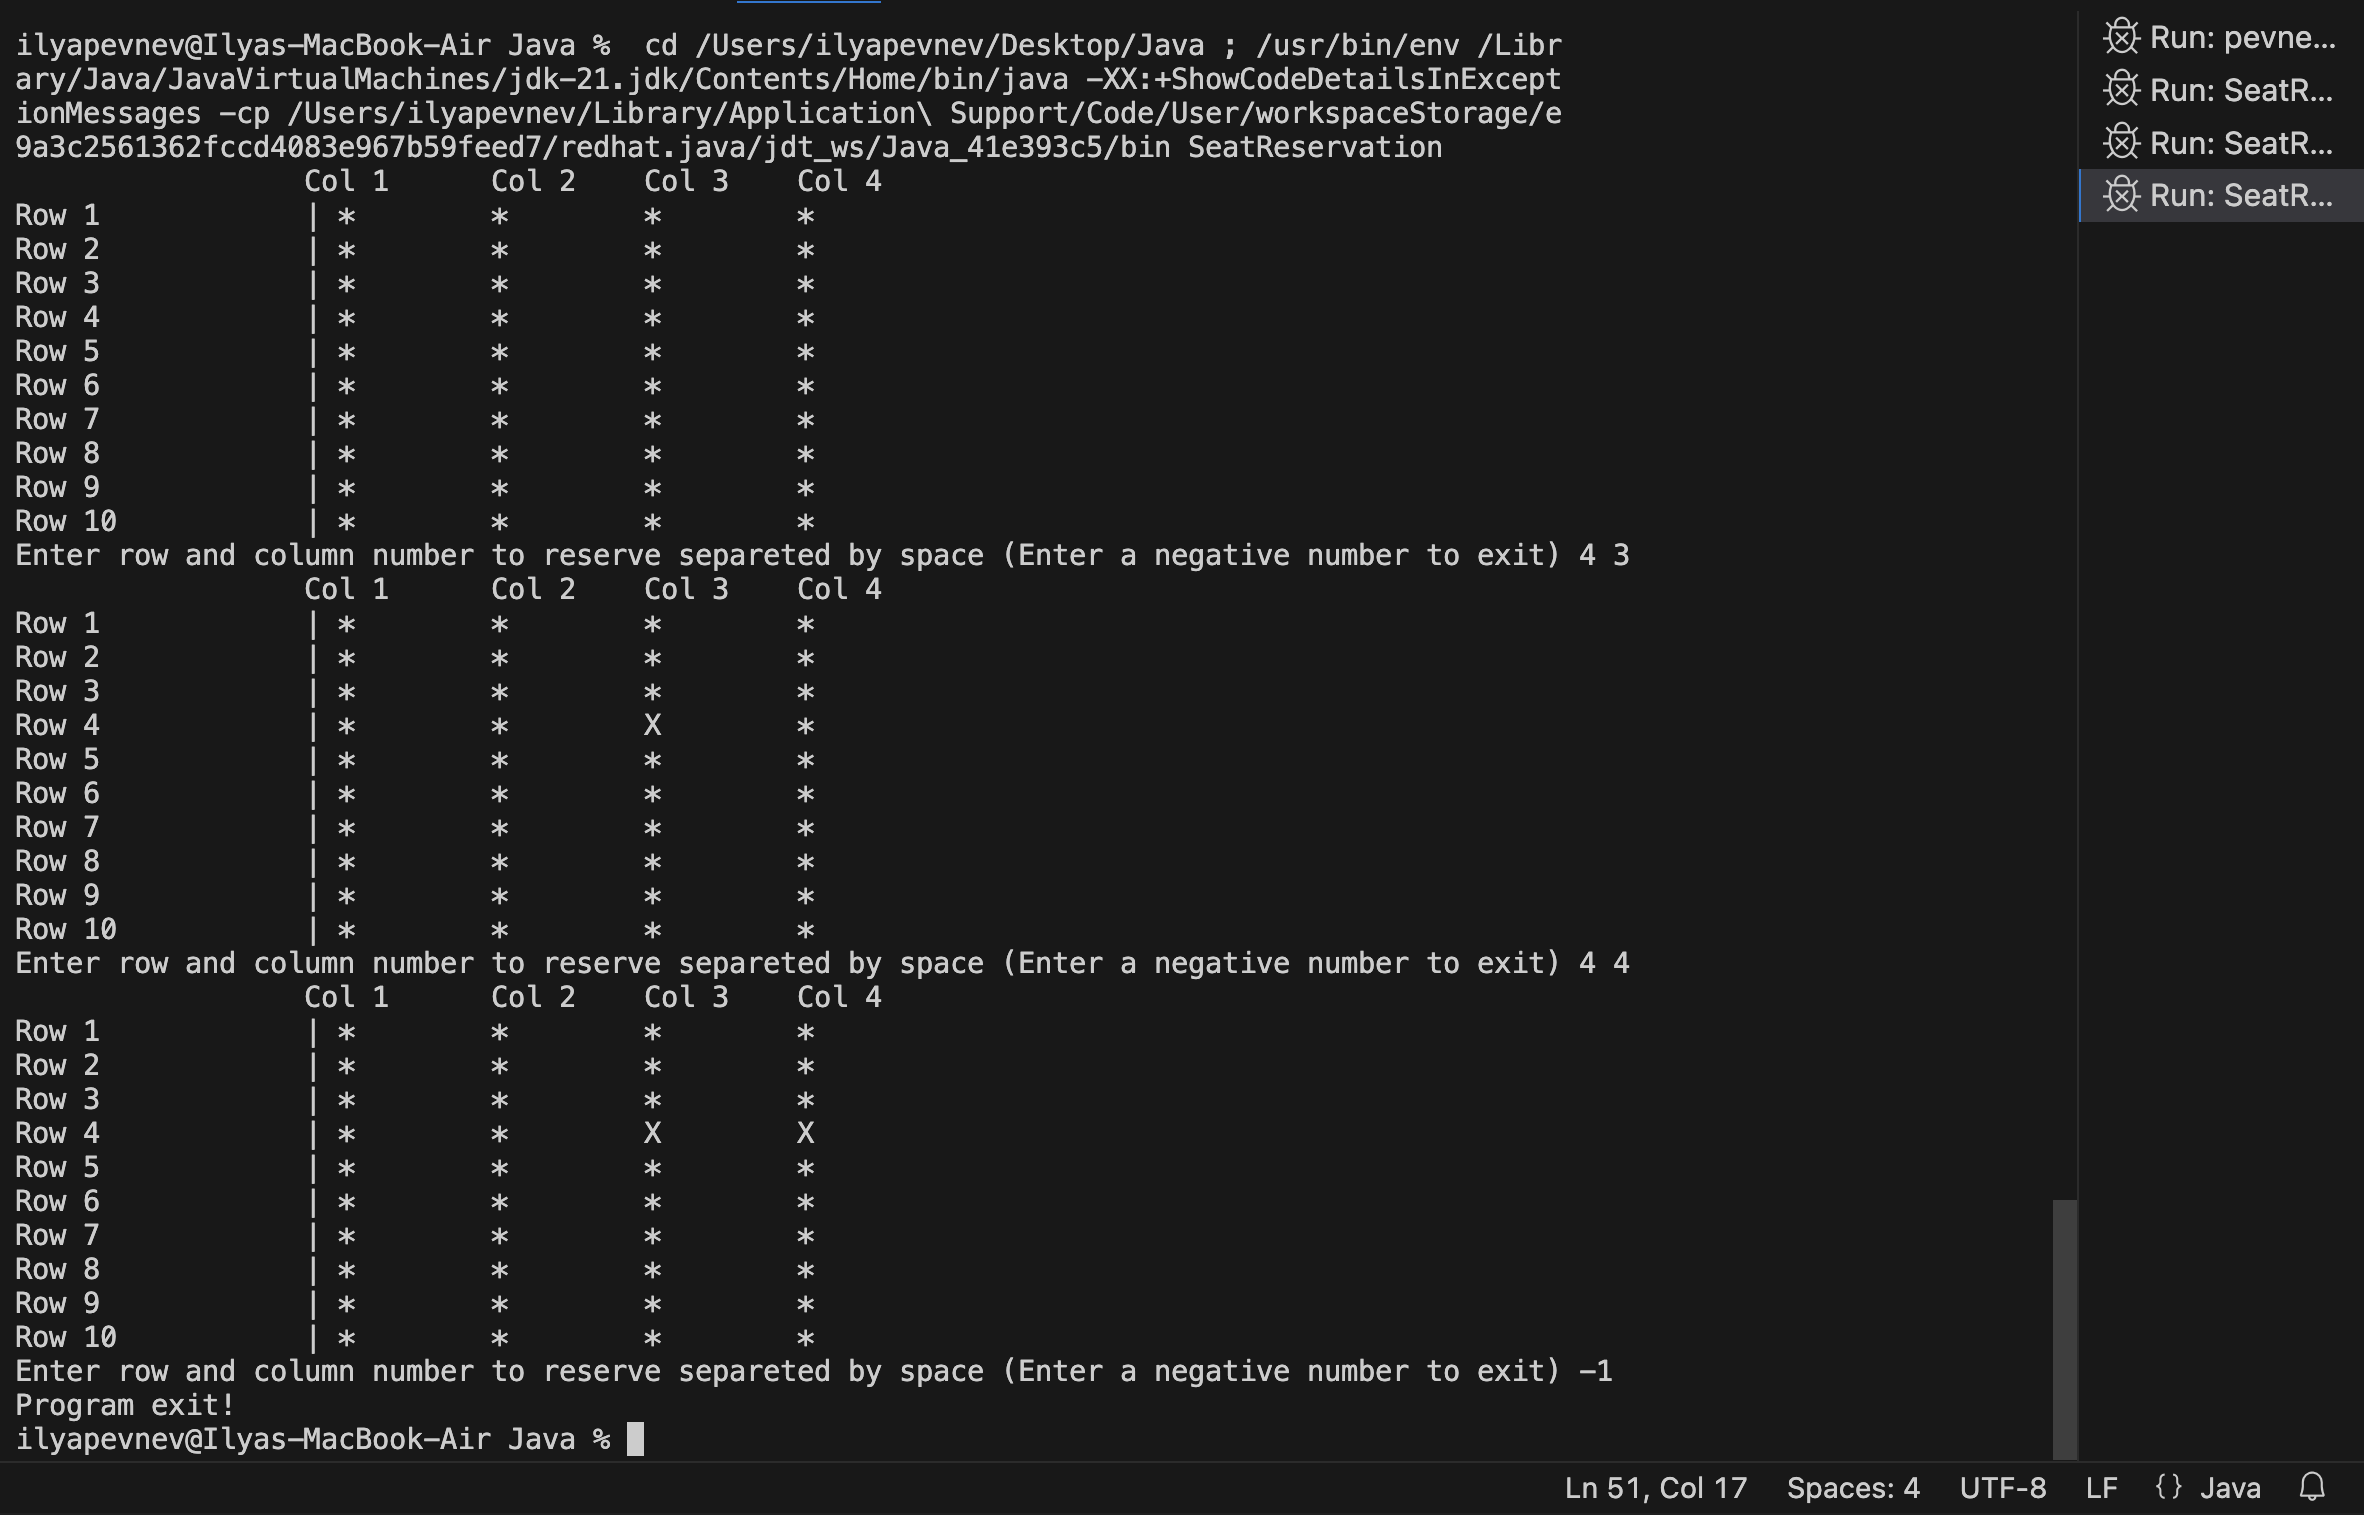 ilyapevnev@Ilyas-MacBook-Air Java %  cd /Users/ilyapevnev/Desktop/Java ; /usr/bin/env /Libr
ary/Java/JavaVirtualMachines/jdk-21.jdk/Contents/Home/bin/java -XX:+ShowCodeDetailsInExcept
ionMessages -cp /Users/ilyapevnev/Library/Application\ Support/Code/User/workspaceStorage/e
9a3c2561362fccd4083e967b59feed7/redhat.java/jdt_ws/Java_41e393c5/bin SeatReservation
                 Col 1      Col 2    Col 3    Col 4
Row 1            | *        *        *        *
Row 2            | *        *        *        *
Row 3            | *        *        *        *
Row 4            | *        *        *        *
Row 5            | *        *        *        *
Row 6            | *        *        *        *
Row 7            | *        *        *        *
Row 8            | *        *        *        *
Row 9            | *        *        *        *
Row 10           | *        *        *        *
Enter row and column number to reserve separeted by space (Enter a negative number to exit) 4 3
                 Col 1      Col 2    Col 3    Col 4
Row 1            | *        *        *        *
Row 2            | *        *        *        *
Row 3            | *        *        *        *
Row 4            | *        *        X        *
Row 5            | *        *        *        *
Row 6            | *        *        *        *
Row 7            | *        *        *        *
Row 8            | *        *        *        *
Row 9            | *        *        *        *
Row 10           | *        *        *        *
Enter row and column number to reserve separeted by space (Enter a negative number to exit) 4 4
                 Col 1      Col 2    Col 3    Col 4
Row 1            | *        *        *        *
Row 2            | *        *        *        *
Row 3            | *        *        *        *
Row 4            | *        *        X        X
Row 5            | *        *        *        *
Row 6            | *        *        *        *
Row 7            | *        *        *        *
Row 8            | *        *        *        *
Row 9            | *        *        *        *
Row 10           | *        *        *        *
Enter row and column number to reserve separeted by space (Enter a negative number to exit) -1
Program exit!
ilyapevnev@Ilyas-MacBook-Air Java %
Run: pevne...
Run: SeatR...
Run: SeatR...
Run: SeatR...
Ln 51, Col 17 Spaces: 4 UTF-8 LF {} Java